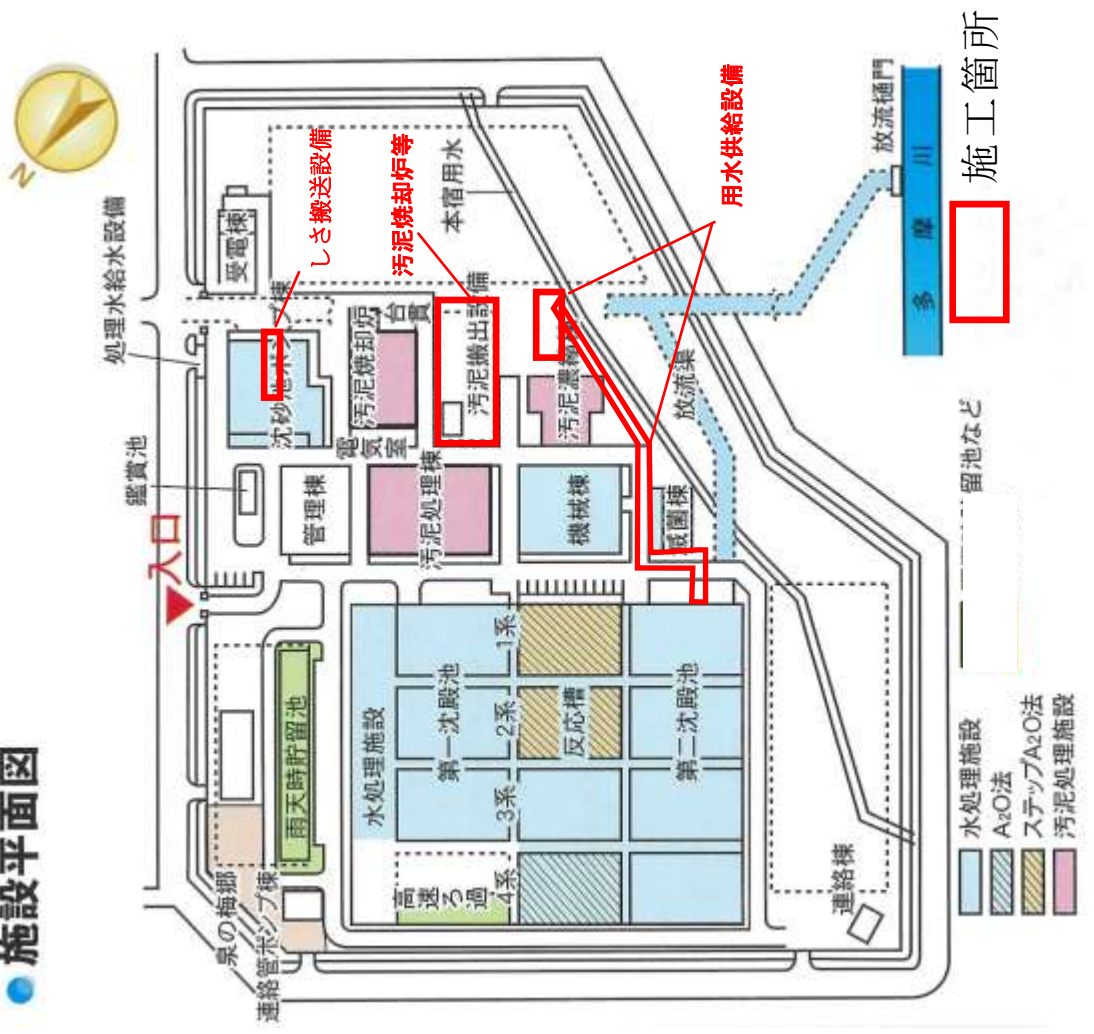 ● 施設平面図
N
入口
鑑賞池
処理水給水設備
受電棟
沈砂池ポンプ棟
しさ搬送設備
汚泥焼却炉
台貫
電気室
汚泥焼却炉等
汚泥搬出設備
本宿用水
用水供給設備
汚泥濃縮
管理棟
汚泥処理棟
機械棟
滅菌棟
放流渠
放流樋門
多摩川
施工箇所
泉の梅郷
連絡管ポンプ棟
雨天時貯留池
水処理施設
第一沈殿池
1系
2系
3系
4系
高速ろ過
反応槽
第二沈殿池
連絡棟
水処理施設
A₂O法
ステップA₂O法
汚泥処理施設
留池など